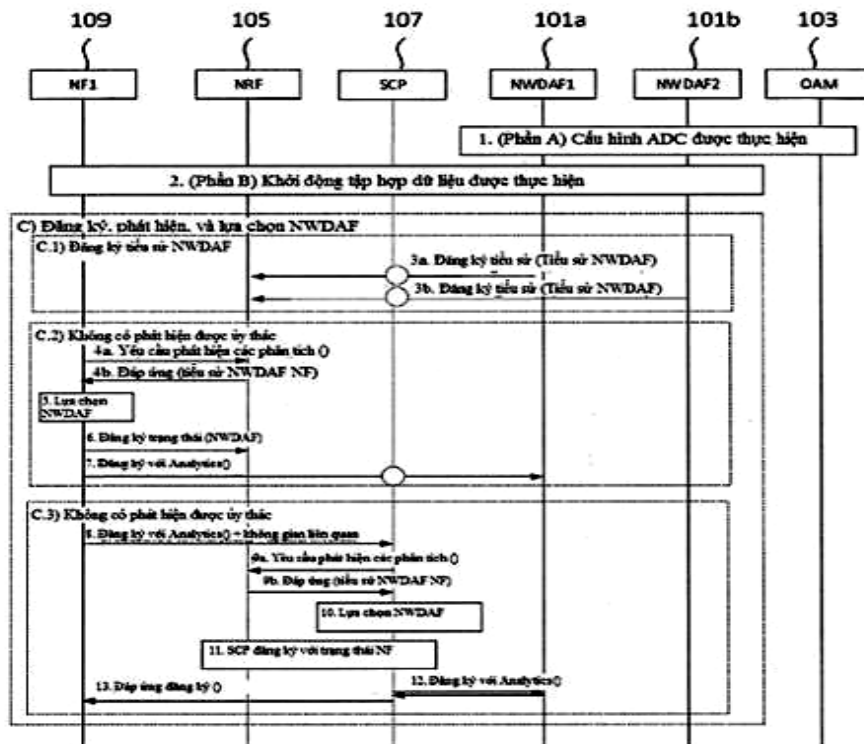 109 105 107 101a 101b 103
NF1 NRF SCP NWDAF1 NWDAF2 OAM
1. (Phần A) Cấu hình ADC được thực hiện
2. (Phần B) Khởi động tập hợp dữ liệu được thực hiện
C) Đăng ký, phát hiện, và lựa chọn NWDAF
C.1) Đăng ký tiểu sử NWDAF
3a. Đăng ký tiểu sử (Tiểu sử NWDAF)
3b. Đăng ký tiểu sử (Tiểu sử NWDAF)
C.2) Không có phát hiện được ủy thác
4a. Yêu cầu phát hiện các phân tích ()
4b. Đáp ứng (tiểu sử NWDAF NF)
5. Lựa chọn
NWDAF
6. Đăng ký trạng thái (NWDAF)
7. Đăng ký với Analytics()
C.3) Không có phát hiện được ủy thác
8. Đăng ký với Analytics() + không gian liên quan
9a. Yêu cầu phát hiện các phân tích ()
9b. Đáp ứng (tiểu sử NWDAF NF)
10. Lựa chọn NWDAF
11. SCP đăng ký với trạng thái NF
12. Đăng ký với Analytics()
13. Đáp ứng đăng ký ()